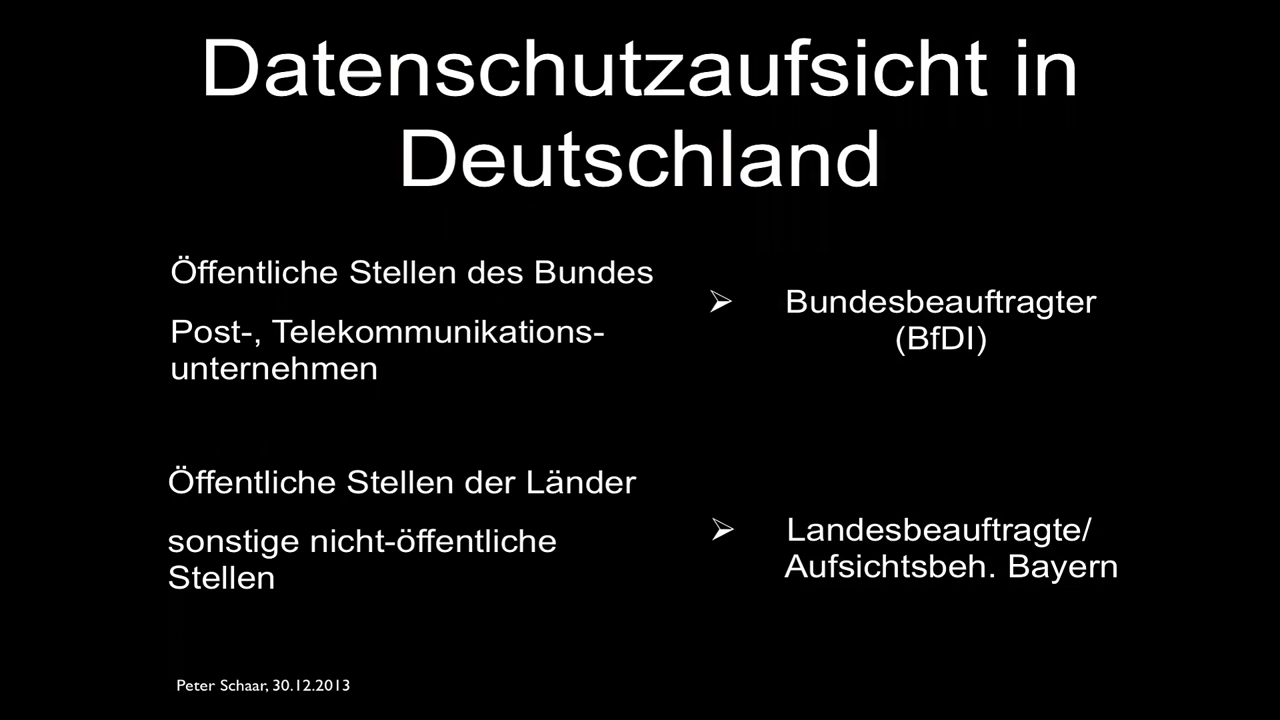 Datenschutzaufsicht in
Deutschland
Öffentliche Stellen des Bundes
Post-, Telekommunikations-
unternehmen
Bundesbeauftragter
(BfDI)
Öffentliche Stellen der Länder
sonstige nicht-öffentliche
Stellen
Landesbeauftragte/
Aufsichtsbeh. Bayern
Peter Schaar, 30.12.2013